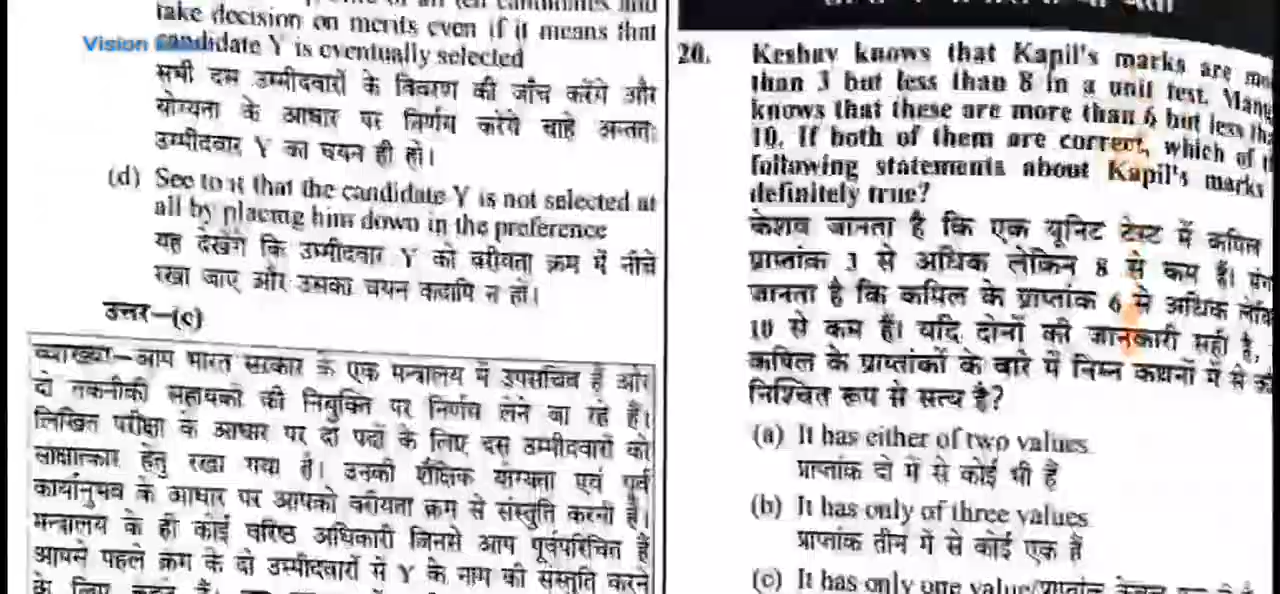 take decision on merits even if it means that
Vision
candidate Y is eventually selected
सभी दस उम्मीदवारों के विवरण की जाँच करेंगे और
योग्यता के आधार पर निर्णय करेंगे चाहे अन्ततः
उम्मीदवार Y का चयन ही हो।
(d) See to it that the candidate Y is not selected at
all by placing him down in the preference
यह देखेंगे कि उम्मीदवार Y को वरीयता क्रम में नीचे
रखा जाए और उसका चयन कदापि न हो।
उत्तर–(c)
व्याख्या–आप भारत सरकार के एक मन्त्रालय में उपसचिव हैं और
दो तकनीकी सहायकों की नियुक्ति पर निर्णय लेने जा रहे हैं।
लिखित परीक्षा के आधार पर दो पदों के लिए दस उम्मीदवारों को
साक्षात्कार हेतु रखा गया है। उनकी शैक्षिक योग्यता एवं पूर्व
कार्यानुभव के आधार पर आपको वरीयता क्रम से संस्तुति करनी है।
मन्त्रालय के ही कोई वरिष्ठ अधिकारी जिनसे आप पूर्वपरिचित हैं
आपसे पहले क्रम के दो उम्मीदवारों में Y के नाम की संस्तुति करने
के लिए
20. Keshav knows that Kapil's marks are mo
than 3 but less than 8 in a unit test. Mang
knows that these are more than 6 but less tha
10. If both of them are correct, which of t
following statements about Kapil's marks
definitely true?
केशव जानता है कि एक यूनिट टेस्ट में कपिल
प्राप्तांक 3 से अधिक लेकिन 8 से कम हैं। मंग
जानता है कि कपिल के प्राप्तांक 6 से अधिक लेकि
10 से कम हैं। यदि दोनों की जानकारी सही है,
कपिल के प्राप्तांकों के बारे में निम्न कथनों में से कौ
निश्चित रूप से सत्य है?
(a) It has either of two values
प्राप्तांक दो में से कोई भी हैं
(b) It has only of three values
प्राप्तांक तीन में से कोई एक हैं
(c) It has only one value/प्राप्तांक केवल